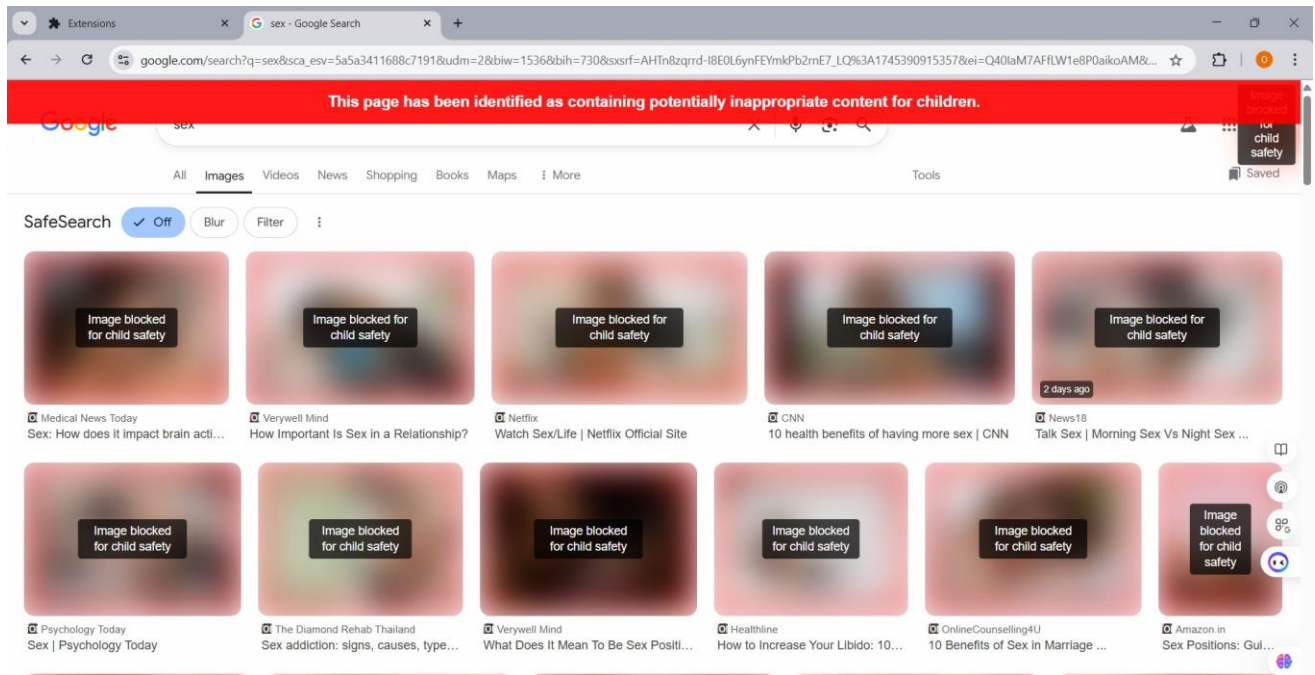 Extensions
sex - Google Search
google.com/search?q=sex&sca_esv=5a5a3411688c7191&udm=2&biw=1536&bih=730&sxsrf=AHTn8zqrrd-I8E0L6ynFEYmkPb2rnE7_LQ%3A1745390915357&ei=Q40IaM7AFfLW1e8P0aikoAM&...
This page has been identified as containing potentially inappropriate content for children.
Image
blocked
for
child
safety
Google
sex
All Images Videos News Shopping Books Maps More Tools Saved
SafeSearch Off Blur Filter
Image blocked
for child safety
Image blocked for
child safety
Image blocked for
child safety
Image blocked for
child safety
Image blocked for
child safety
2 days ago
Medical News Today
Sex: How does it impact brain acti...
Verywell Mind
How Important Is Sex in a Relationship?
Netflix
Watch Sex/Life | Netflix Official Site
CNN
10 health benefits of having more sex | CNN
News18
Talk Sex | Morning Sex Vs Night Sex ...
Image blocked
for child safety
Image blocked
for child safety
Image blocked
for child safety
Image blocked
for child safety
Image blocked
for child safety
Image
blocked
for child
safety
Psychology Today
Sex | Psychology Today
The Diamond Rehab Thailand
Sex addiction: signs, causes, type...
Verywell Mind
What Does It Mean To Be Sex Positi...
Healthline
How to Increase Your Libido: 10...
OnlineCounselling4U
10 Benefits of Sex in Marriage ...
Amazon.in
Sex Positions: Gui...